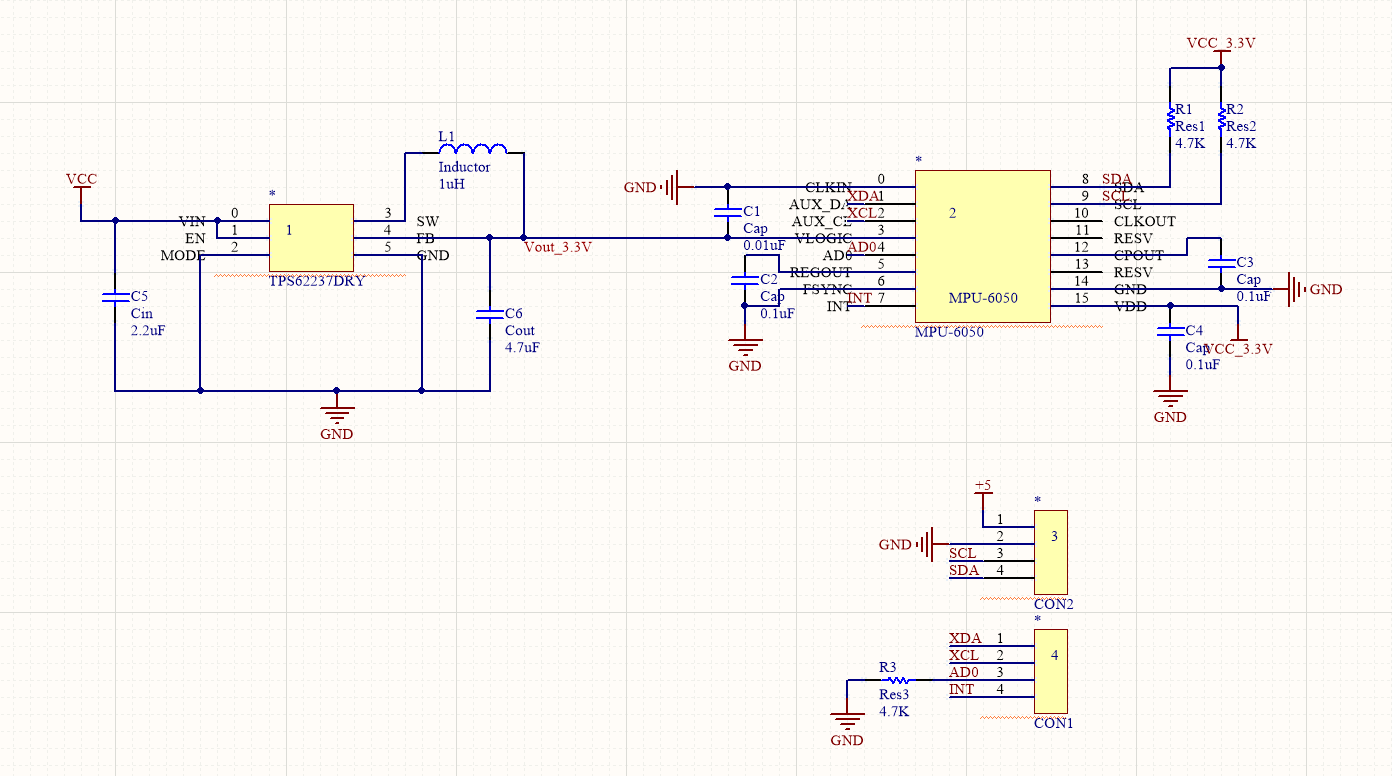 VCC
*
VIN 0
EN 1
MODE 2
1
3 SW
4 FB
5 GND
TPS62237DRY
L1
Inductor
1uH
Vout_3.3V
C5
Cin
2.2uF
C6
Cout
4.7uF
GND
GND
C1
Cap
0.01uF
C2
Cap
0.1uF
GND
*
CLKIN 0
AUX_DA XDA 1
AUX_CL XCL 2
VLOGIC 3
AD0 AD0 4
REGOUT 5
FSYNC 6
INT INT 7
2
MPU-6050
MPU-6050
8 SDA SDA
9 SCL SCL
10 CLKOUT
11 RESV
12 CPOUT
13 RESV
14 GND
15 VDD
VCC_3.3V
R1
Res1
4.7K
R2
Res2
4.7K
C3
Cap
0.1uF
GND
C4
Cap
0.1uF
VCC_3.3V
GND
+5
*
1
GND 2
SCL 3
SDA 4
3
CON2
*
XDA 1
XCL 2
AD0 3
INT 4
4
CON1
R3
Res3
4.7K
GND